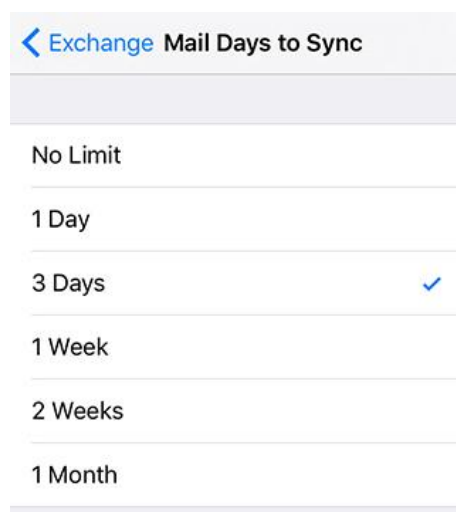 Exchange Mail Days to Sync
No Limit
1 Day
3 Days
1 Week
2 Weeks
1 Month